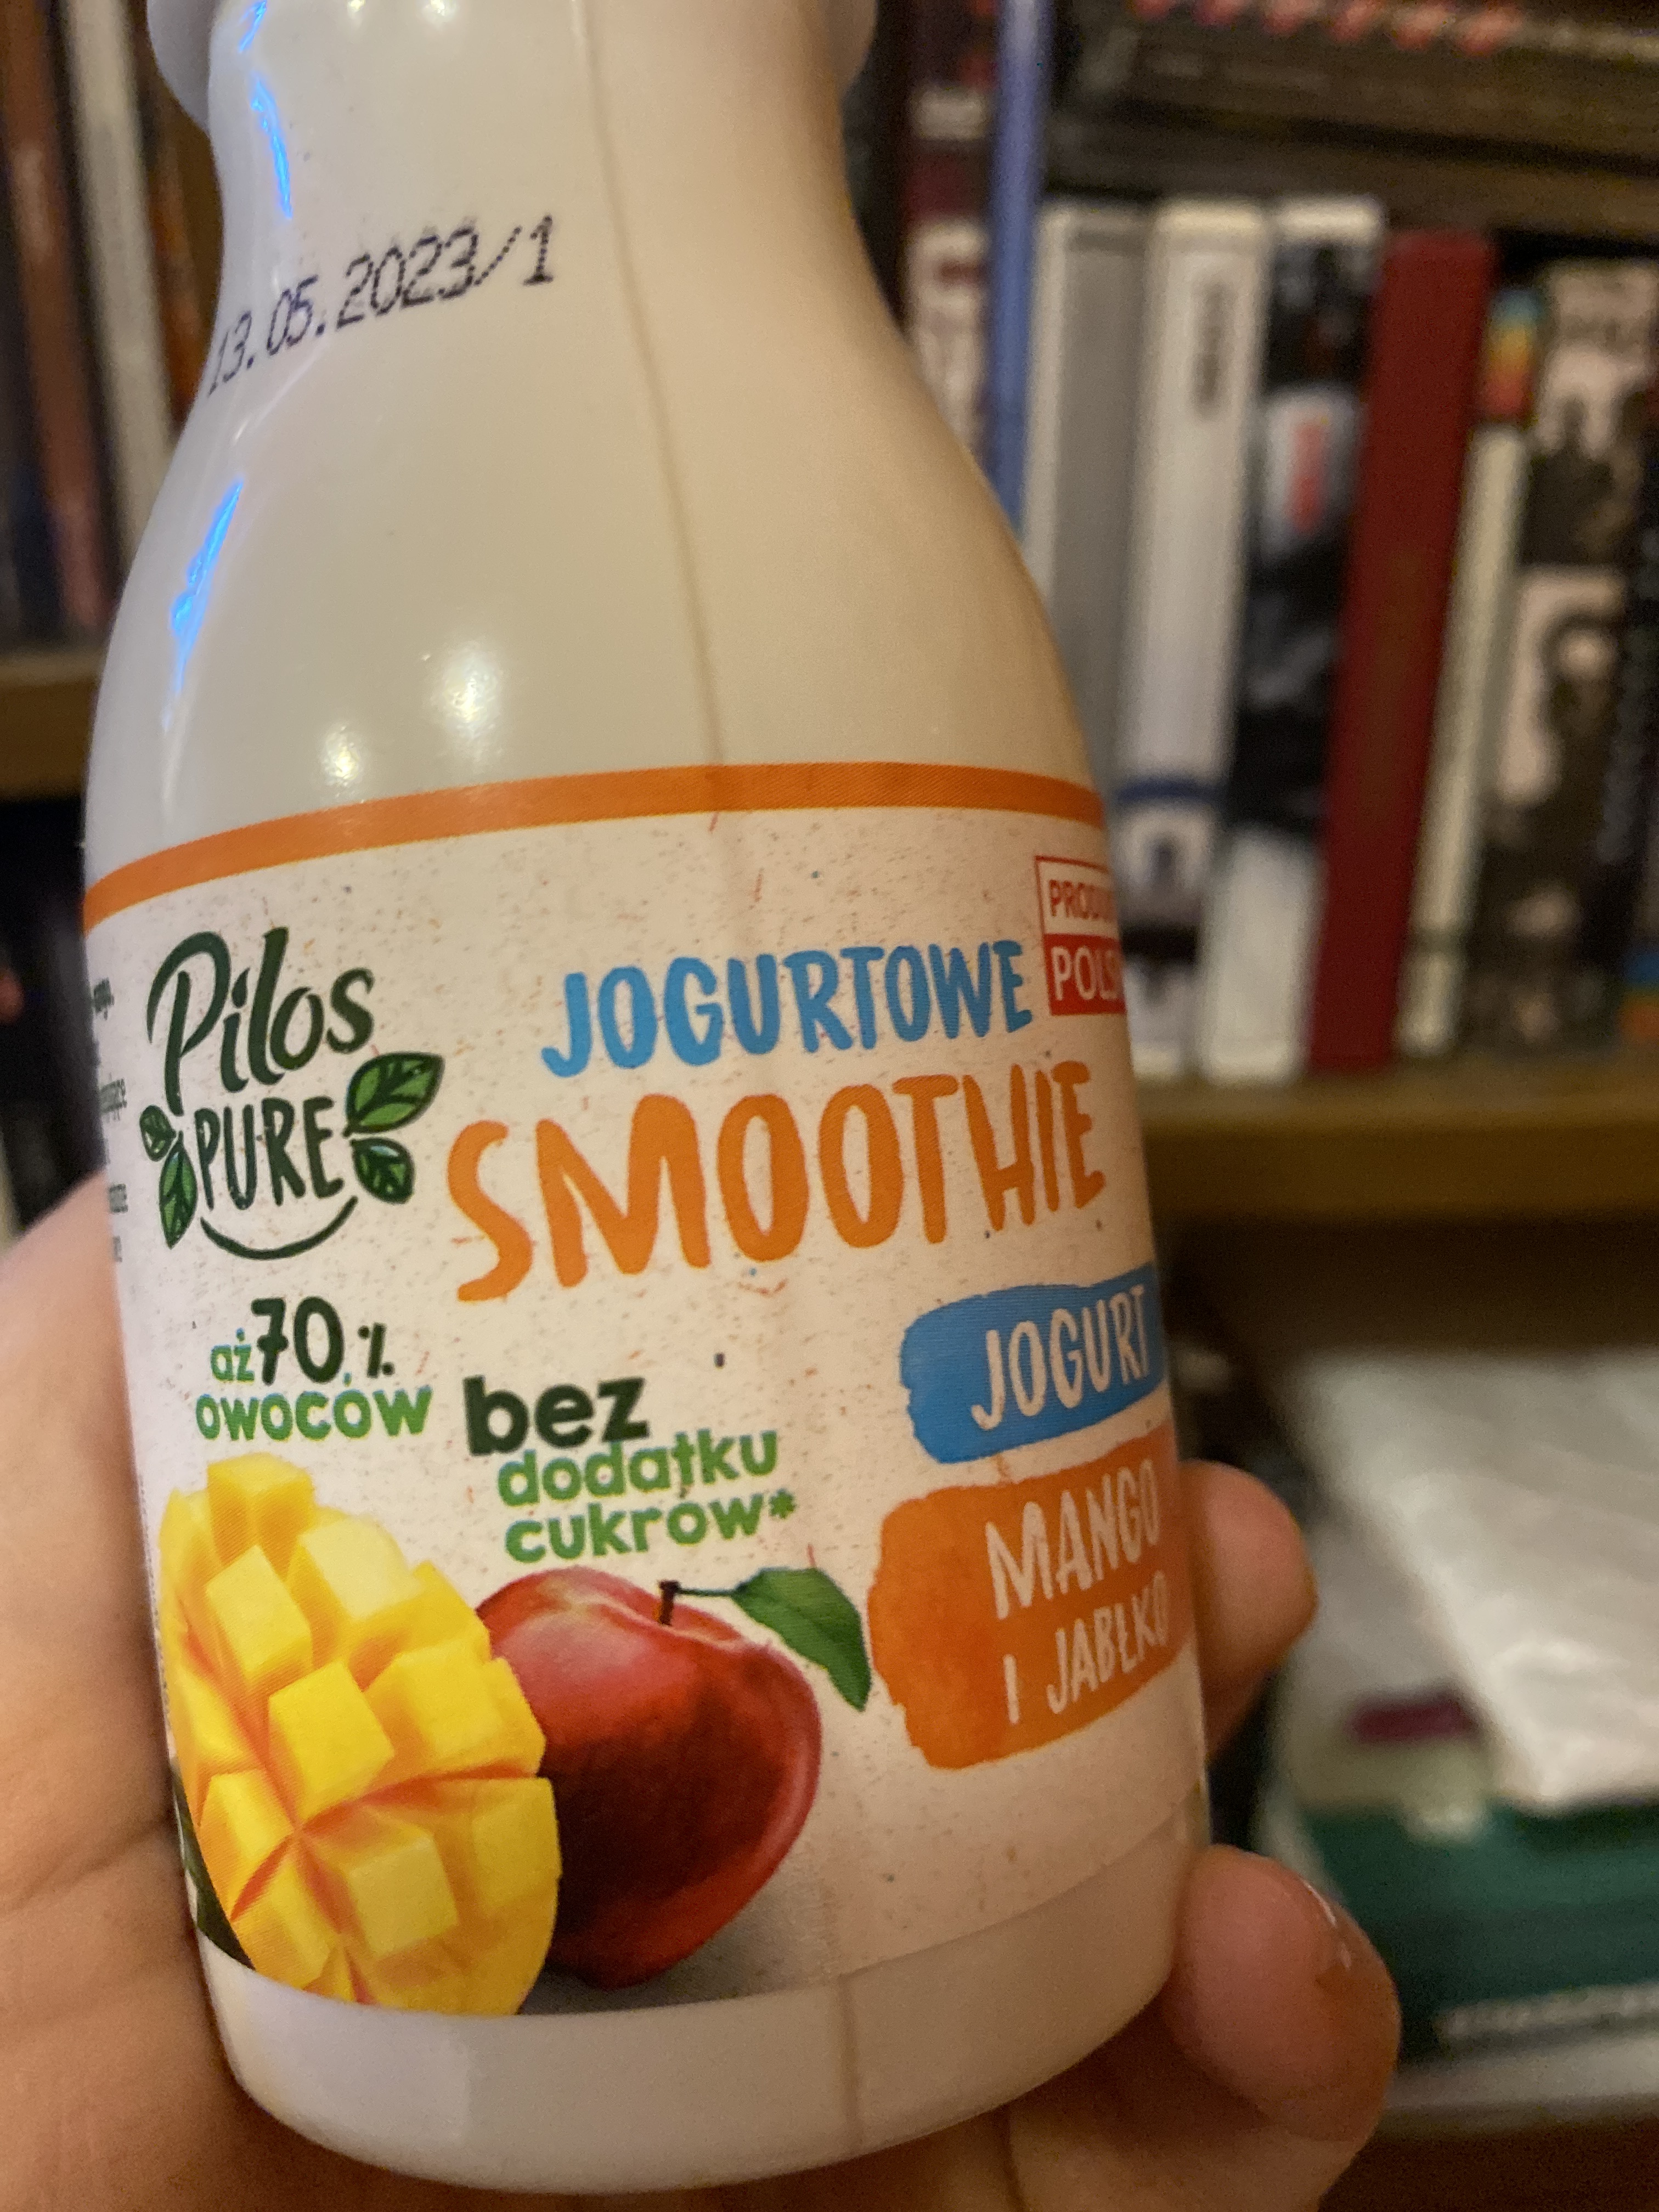 13.05.2023/1
Pilos
PURE
JOGURTOWE
SMOOTHIE
aż 70%
owoców
bez
dodatku
cukrów*
JOGURT
MANGO
I JABŁKO